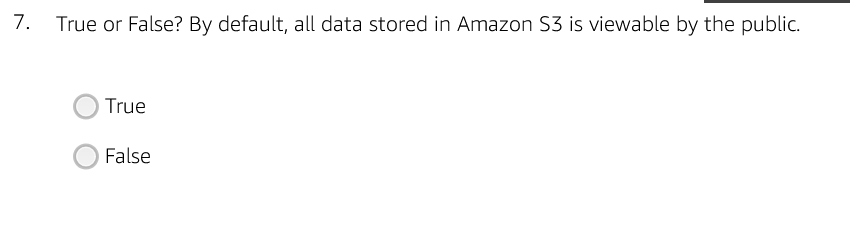 7. True or False? By default, all data stored in Amazon S3 is viewable by the public.
True
False